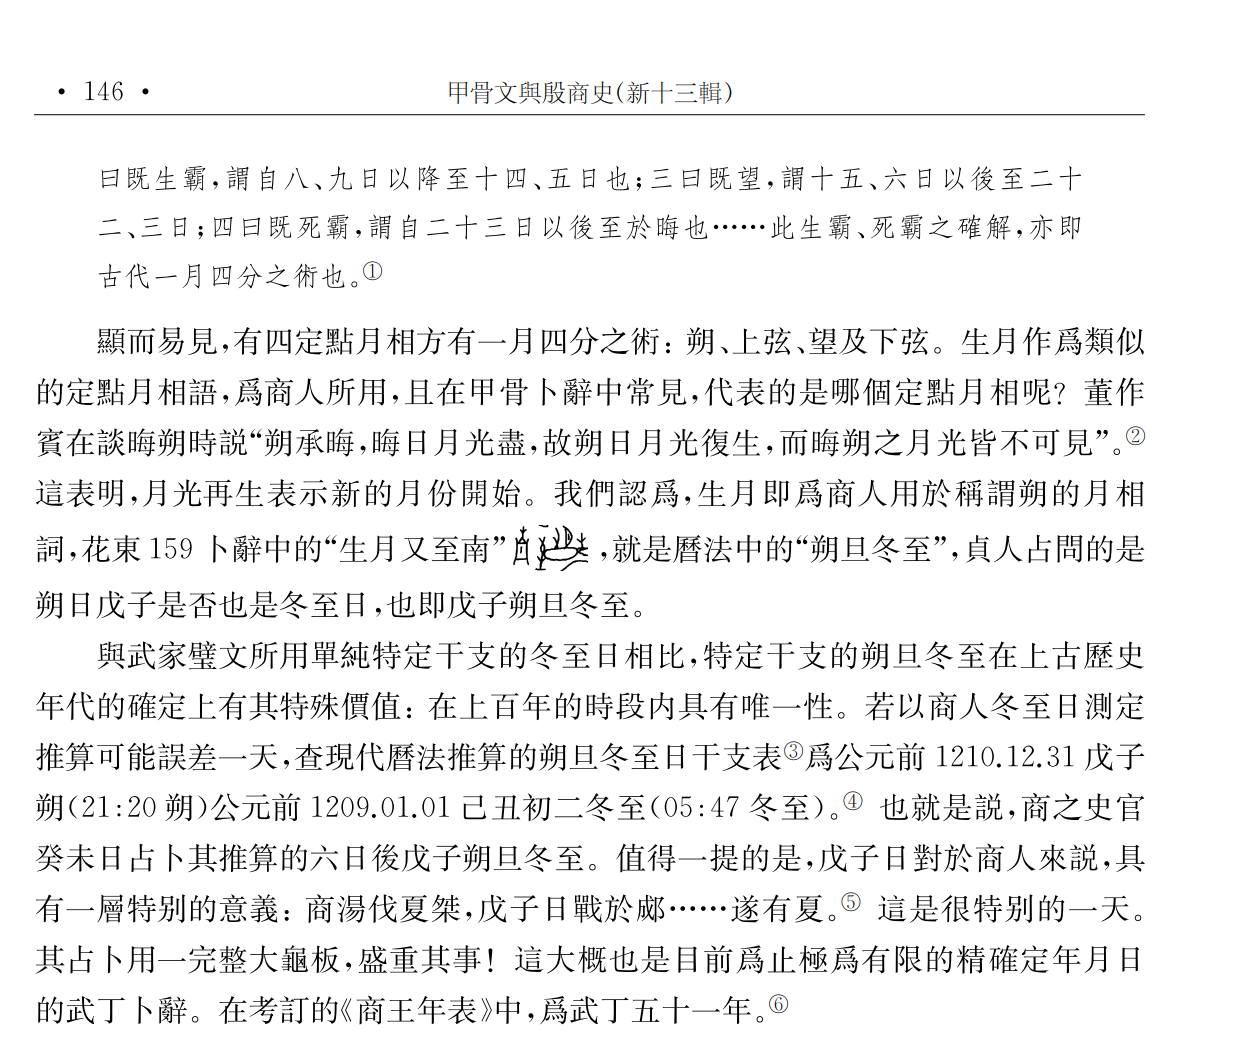 • 146 •
甲骨文與殷商史(新十三輯)
曰既生霸,謂自八、九日以降至十四、五日也;三曰既望,謂十五、六日以後至二十
二、三日;四曰既死霸,謂自二十三日以後至於晦也……此生霸、死霸之確解,亦即
古代一月四分之術也。①
顯而易見,有四定點月相方有一月四分之術:朔、上弦、望及下弦。生月作爲類似
的定點月相語,爲商人所用,且在甲骨卜辭中常見,代表的是哪個定點月相呢?董作
賓在談晦朔時説“朔承晦,晦日月光盡,故朔日月光復生,而晦朔之月光皆不可見”。②
這表明,月光再生表示新的月份開始。我們認爲,生月即爲商人用於稱謂朔的月相
詞,花東 159 卜辭中的“生月又至南” ,就是曆法中的“朔旦冬至”,貞人占問的是
朔日戊子是否也是冬至日,也即戊子朔旦冬至。
與武家璧文所用單純特定干支的冬至日相比,特定干支的朔旦冬至在上古歷史
年代的確定上有其特殊價值:在上百年的時段内具有唯一性。若以商人冬至日測定
推算可能誤差一天,查現代曆法推算的朔旦冬至日干支表③爲公元前 1210.12.31 戊子
朔(21:20 朔)公元前 1209.01.01 己丑初二冬至(05:47 冬至)。④ 也就是説,商之史官
癸未日占卜其推算的六日後戊子朔旦冬至。值得一提的是,戊子日對於商人來説,具
有一層特别的意義:商湯伐夏桀,戊子日戰於郕……遂有夏。⑤ 這是很特别的一天。
其占卜用一完整大龜板,盛重其事!這大概也是目前爲止極爲有限的精確定年月日
的武丁卜辭。在考訂的《商王年表》中,爲武丁五十一年。⑥